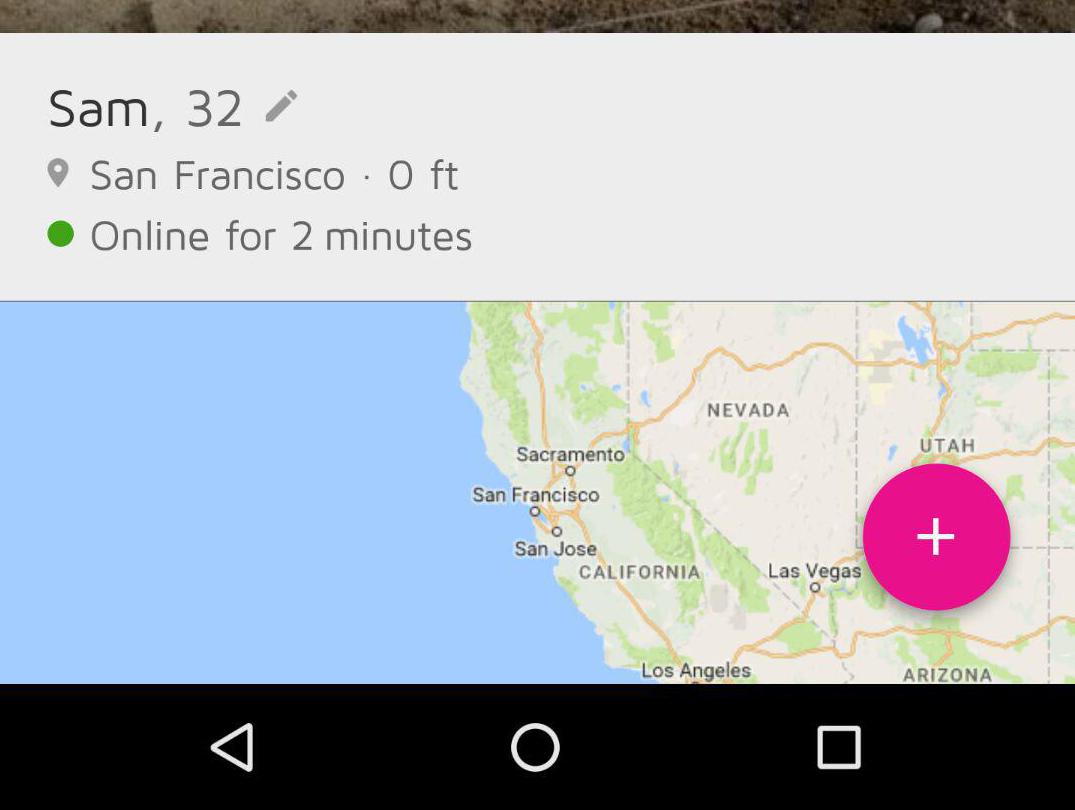 Sam, 32
San Francisco · 0 ft
Online for 2 minutes
NEVADA
UTAH
Sacramento
San Francisco
San Jose
CALIFORNIA
Las Vegas
Los Angeles
ARIZONA